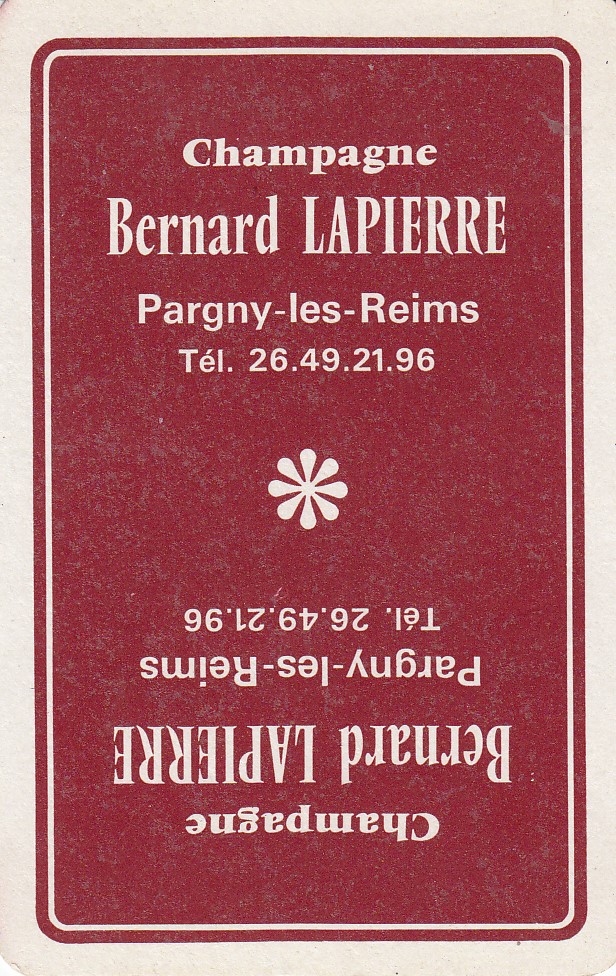 Champagne
Bernard LAPIERRE
Pargny-les-Reims
Tél. 26.49.21.96
Tél. 26.49.21.96
Pargny-les-Reims
Bernard LAPIERRE
Champagne